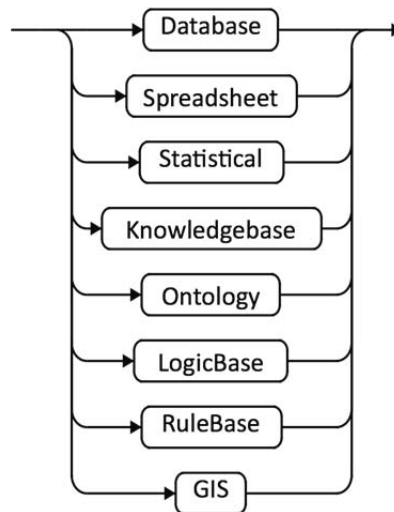 Database
Spreadsheet
Statistical
Knowledgebase
Ontology
LogicBase
RuleBase
GIS